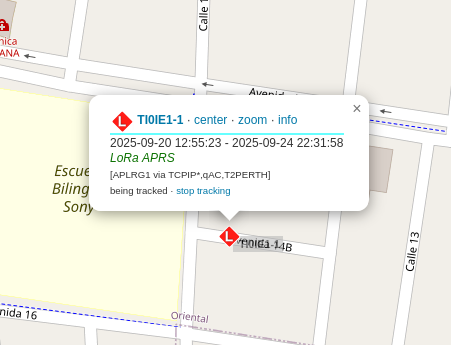 Calle 1
nica
ANA
Avenid
L TI0IE1-1 · center · zoom · info
×
2025-09-20 12:55:23 - 2025-09-24 22:31:58
LoRa APRS
[APLRG1 via TCPIP*,qAC,T2PERTH]
being tracked · stop tracking
Escue
Biling
Sony
L TI0IE1-1
14B
Calle 13
Oriental
nida 16